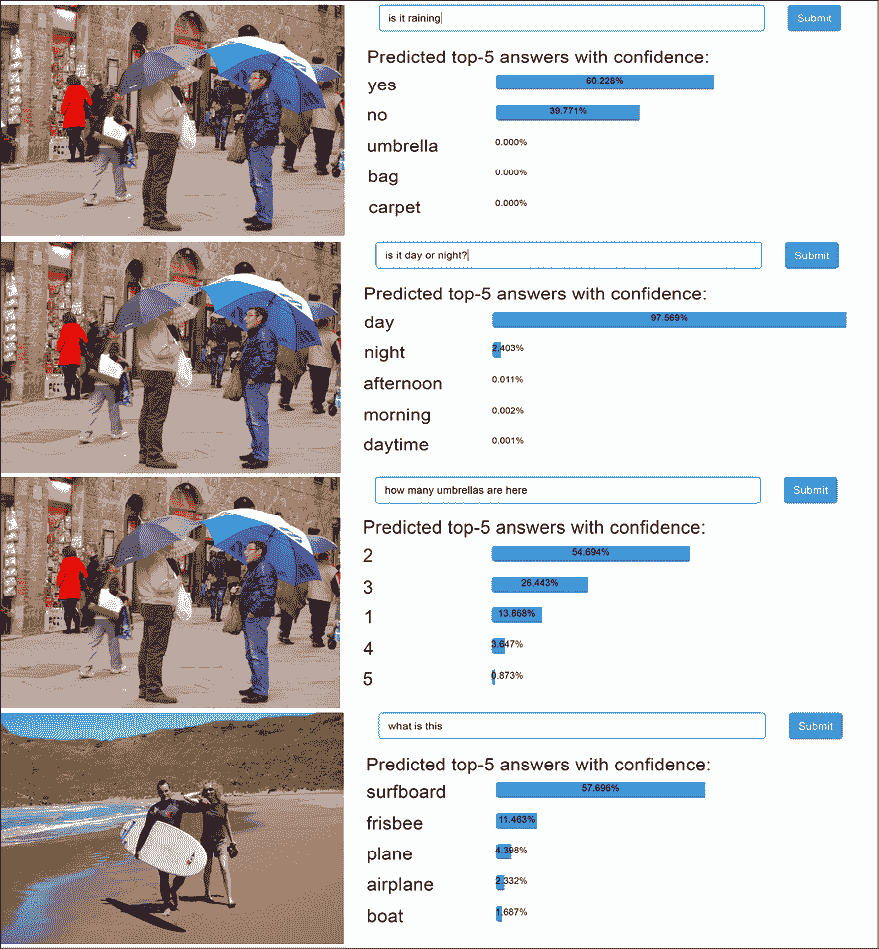 is it raining Submit
Predicted top-5 answers with confidence:
yes 60.228%
no 39.771%
umbrella 0.000%
bag 0.000%
carpet 0.000%
is it day or night? Submit
Predicted top-5 answers with confidence:
day 97.569%
night 2.403%
afternoon 0.011%
morning 0.002%
daytime 0.001%
how many umbrellas are here Submit
Predicted top-5 answers with confidence:
2 54.694%
3 26.443%
1 13.868%
4 3.647%
5 0.873%
what is this Submit
Predicted top-5 answers with confidence:
surfboard 57.696%
frisbee 11.463%
plane 4.398%
airplane 2.332%
boat 1.687%